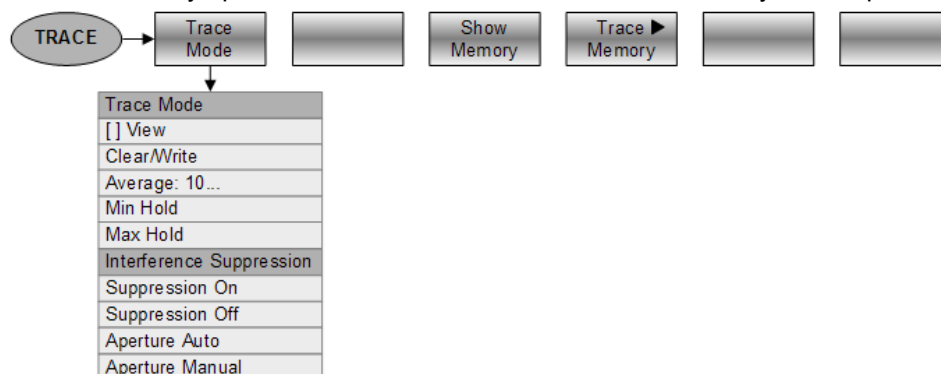 TRACE
Trace
Mode
Show
Memory
Trace ▶
Memory
Trace Mode
[ ] View
Clear/Write
Average: 10...
Min Hold
Max Hold
Interference Suppression
Suppression On
Suppression Off
Aperture Auto
Aperture Manual